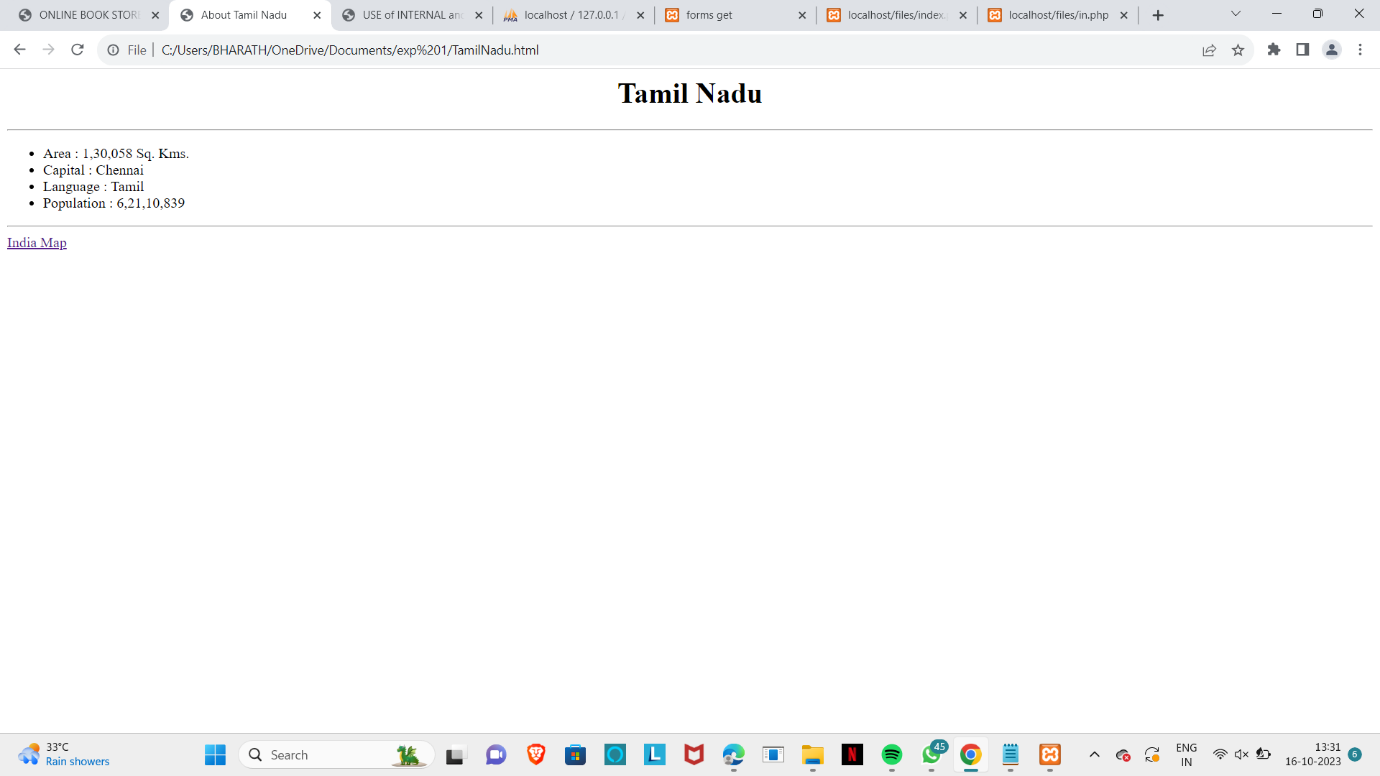 ONLINE BOOK STOR
About Tamil Nadu
USE of INTERNAL an
localhost / 127.0.0.1 /
forms get
localhost/files/index.
localhost/files/in.php
File | C:/Users/BHARATH/OneDrive/Documents/exp%201/TamilNadu.html
Tamil Nadu
Area : 1,30,058 Sq. Kms.
Capital : Chennai
Language : Tamil
Population : 6,21,10,839
India Map
33°C
Rain showers
Search
L
N
45
ENG
IN
13:31
16-10-2023
6